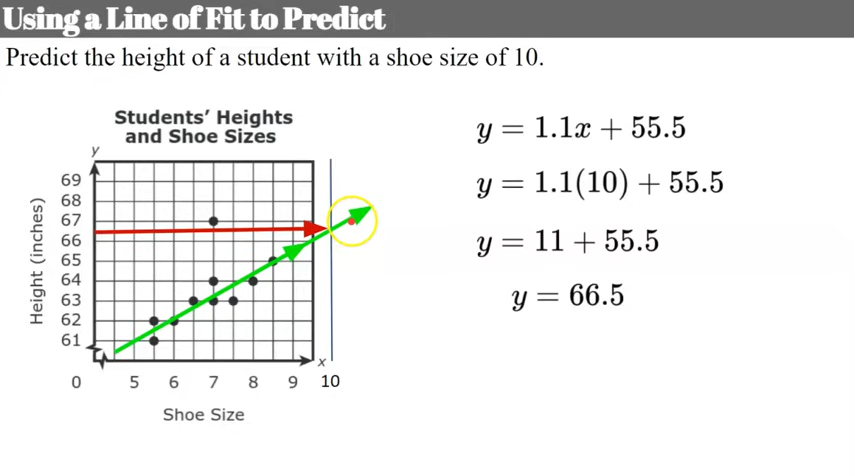 Using a Line of Fit to Predict
Predict the height of a student with a shoe size of 10.
Students' Heights
and Shoe Sizes
y
69
68
67
66
65
64
63
62
61
Height (inches)
x
0 5 6 7 8 9 10
Shoe Size
y = 1.1x + 55.5
y = 1.1(10) + 55.5
y = 11 + 55.5
y = 66.5